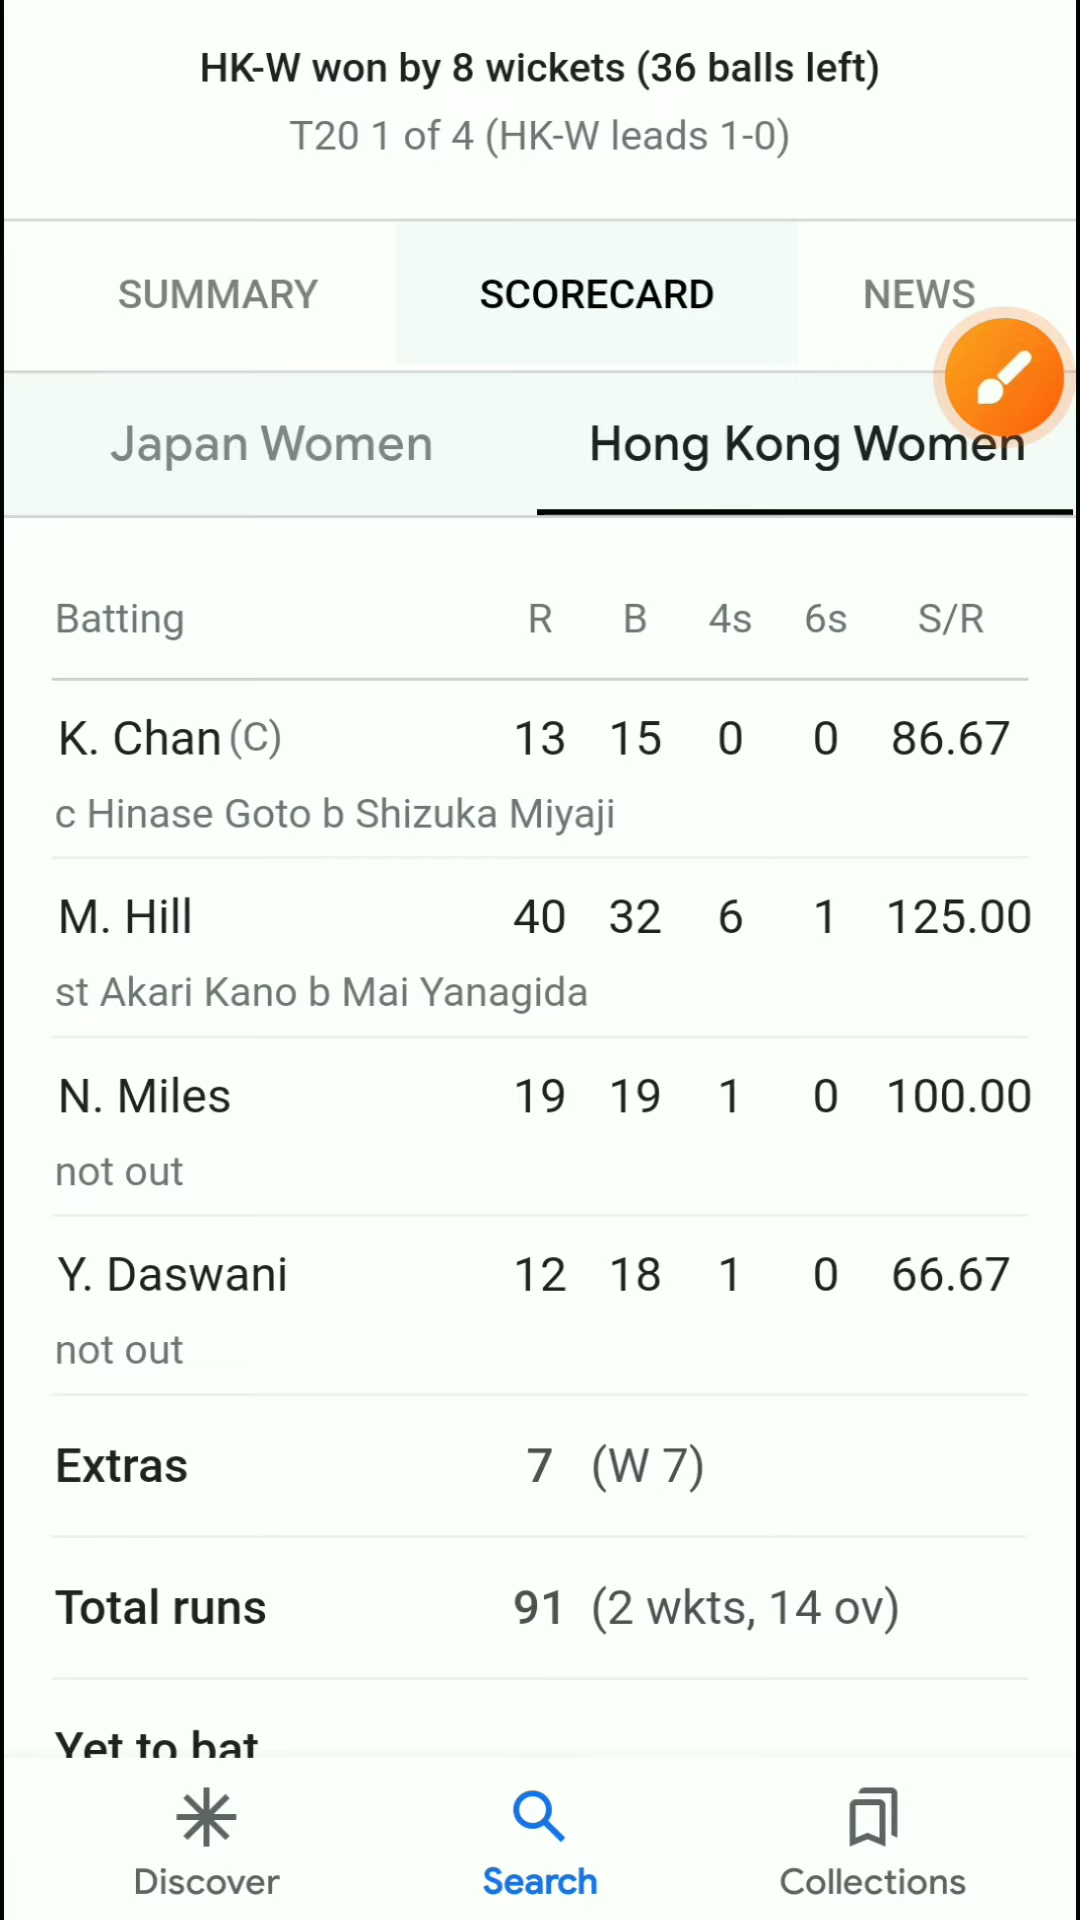 HK-W won by 8 wickets (36 balls left)
T20 1 of 4 (HK-W leads 1-0)
SUMMARY SCORECARD NEWS
Japan Women Hong Kong Women
Batting R B 4s 6s S/R
K. Chan (C) 13 15 0 0 86.67
c Hinase Goto b Shizuka Miyaji
M. Hill 40 32 6 1 125.00
st Akari Kano b Mai Yanagida
N. Miles 19 19 1 0 100.00
not out
Y. Daswani 12 18 1 0 66.67
not out
Extras 7 (W 7)
Total runs 91 (2 wkts, 14 ov)
Yet to bat
Discover Search Collections